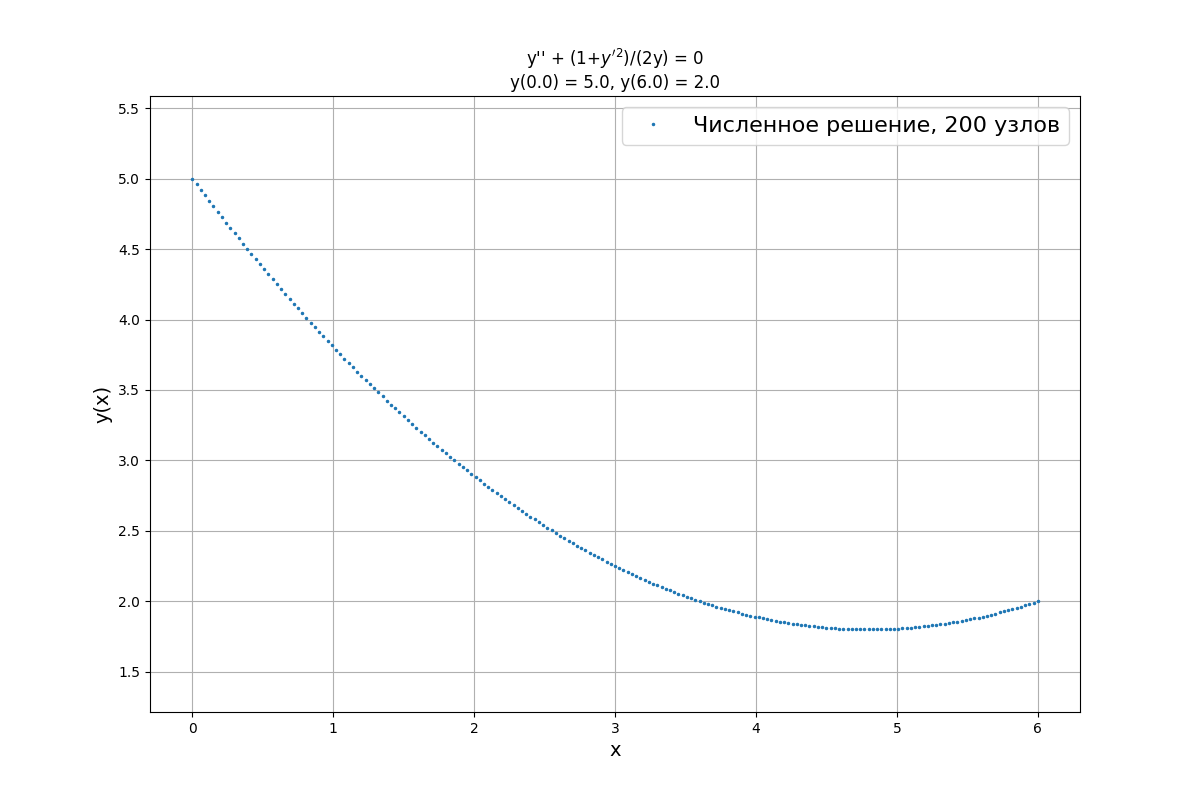 y'' + (1+y′²)/(2y) = 0
y(0.0) = 5.0, y(6.0) = 2.0
Численное решение, 200 узлов
5.5
5.0
4.5
4.0
3.5
3.0
2.5
2.0
1.5
y(x)
0 1 2 3 4 5 6
x